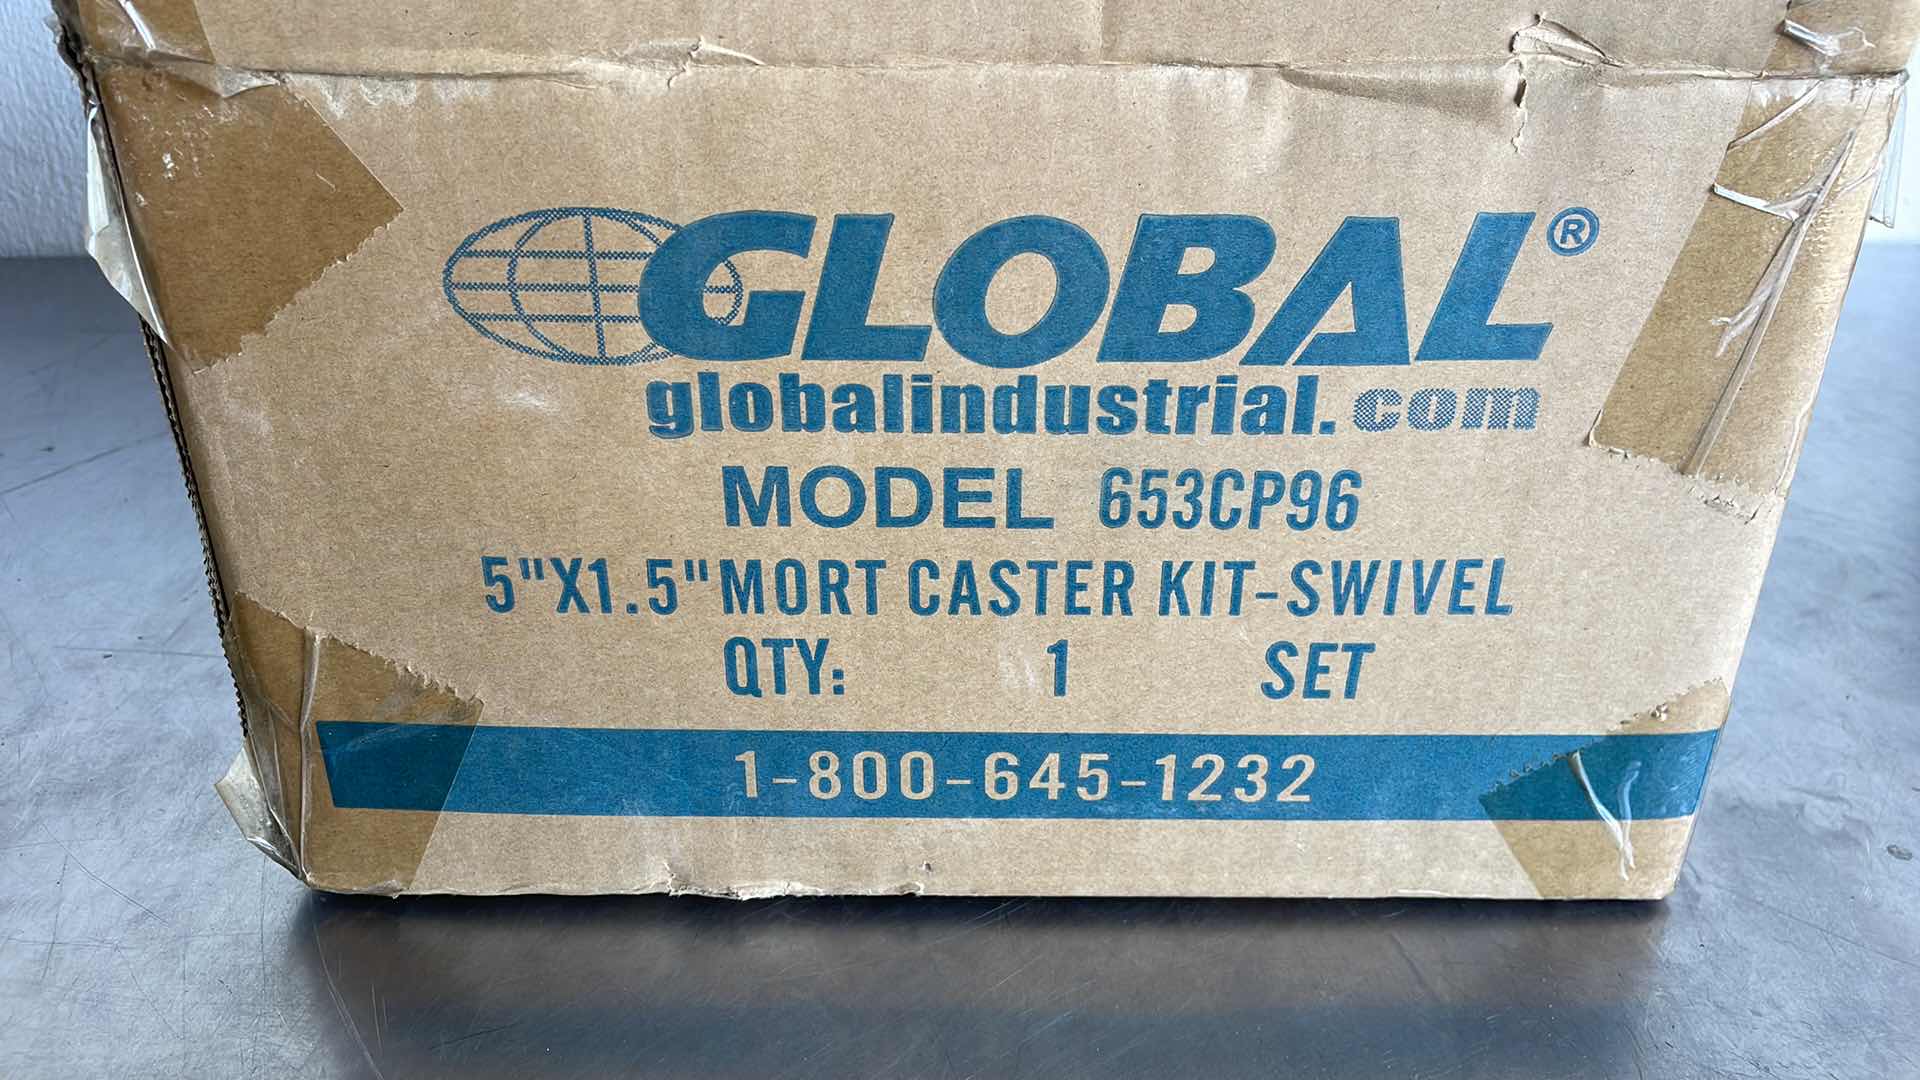 GLOBAL®
globalindustrial.com
MODEL 653CP96
5"X1.5"MORT CASTER KIT-SWIVEL
QTY: 1 SET
1-800-645-1232